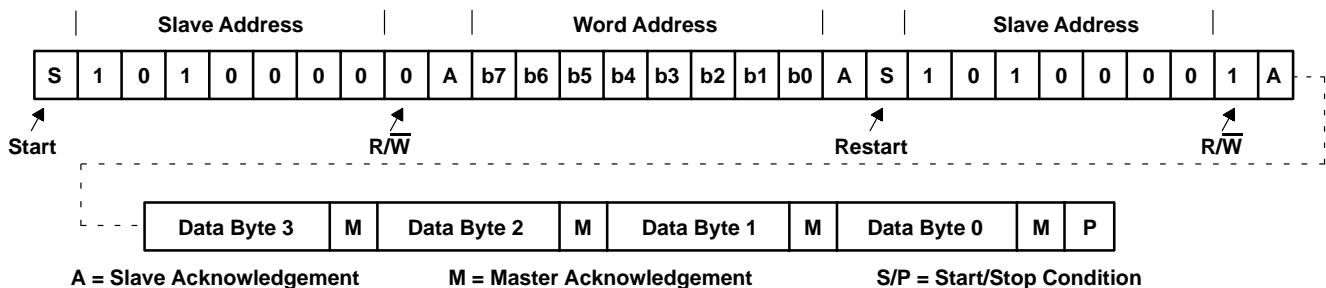 Slave Address Word Address Slave Address
S 1 0 1 0 0 0 0 0 A b7 b6 b5 b4 b3 b2 b1 b0 A S 1 0 1 0 0 0 0 1 A
Start R/W̅ Restart R/W̅
Data Byte 3 M Data Byte 2 M Data Byte 1 M Data Byte 0 M P
A = Slave Acknowledgement M = Master Acknowledgement S/P = Start/Stop Condition